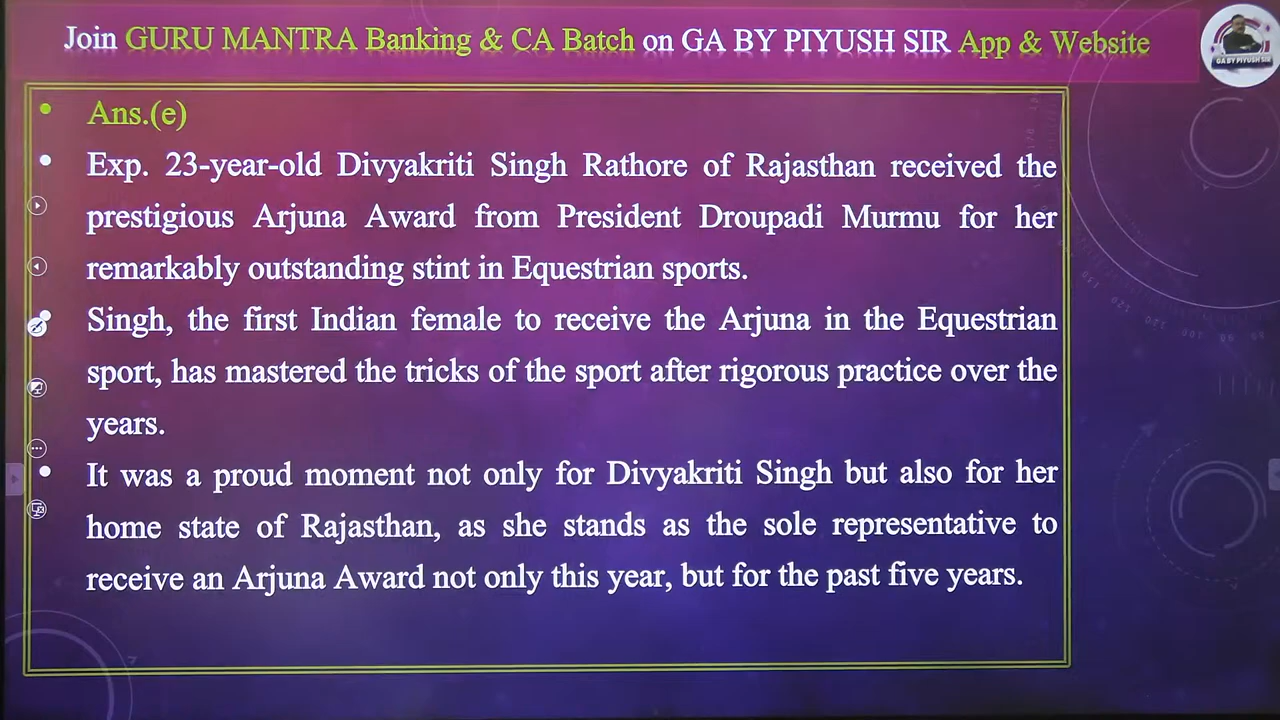 Join GURU MANTRA Banking & CA Batch on GA BY PIYUSH SIR App & Website
GA BY PIYUSH SIR
Ans.(e)
Exp. 23-year-old Divyakriti Singh Rathore of Rajasthan received the
prestigious Arjuna Award from President Droupadi Murmu for her
remarkably outstanding stint in Equestrian sports.
Singh, the first Indian female to receive the Arjuna in the Equestrian
sport, has mastered the tricks of the sport after rigorous practice over the
years.
It was a proud moment not only for Divyakriti Singh but also for her
home state of Rajasthan, as she stands as the sole representative to
receive an Arjuna Award not only this year, but for the past five years.